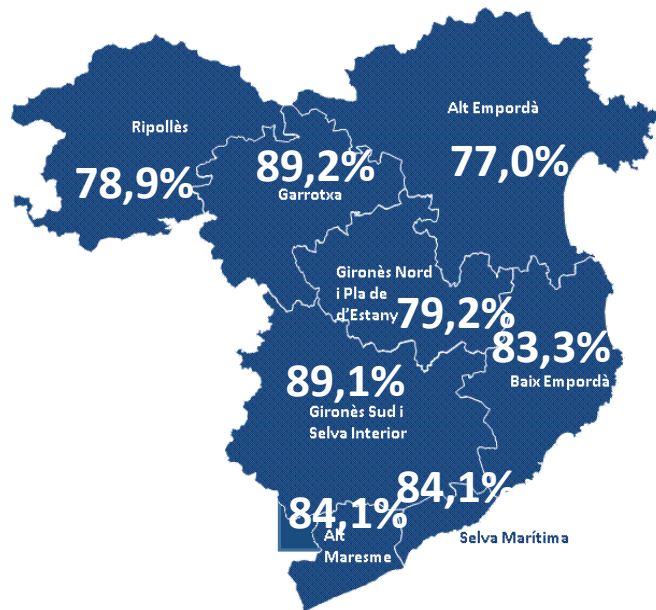 Ripollès
78,9%
Alt Empordà
77,0%
89,2%
Garrotxa
Gironès Nord
i Pla de
d'Estany
79,2%
83,3%
Baix Empordà
89,1%
Gironès Sud i
Selva Interior
84,1%
Selva Marítima
84,1%
Alt
Maresme